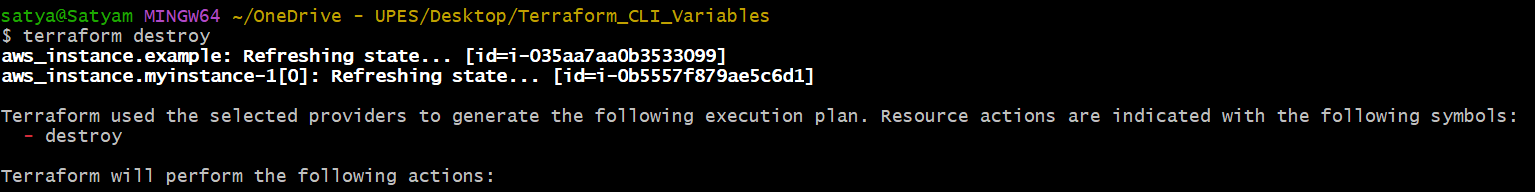 satya@Satyam MINGW64 ~/OneDrive - UPES/Desktop/Terraform_CLI_Variables
$ terraform destroy
aws_instance.example: Refreshing state... [id=i-035aa7aa0b3533099]
aws_instance.myinstance-1[0]: Refreshing state... [id=i-0b5557f879ae5c6d1]
Terraform used the selected providers to generate the following execution plan. Resource actions are indicated with the following symbols:
- destroy
Terraform will perform the following actions: